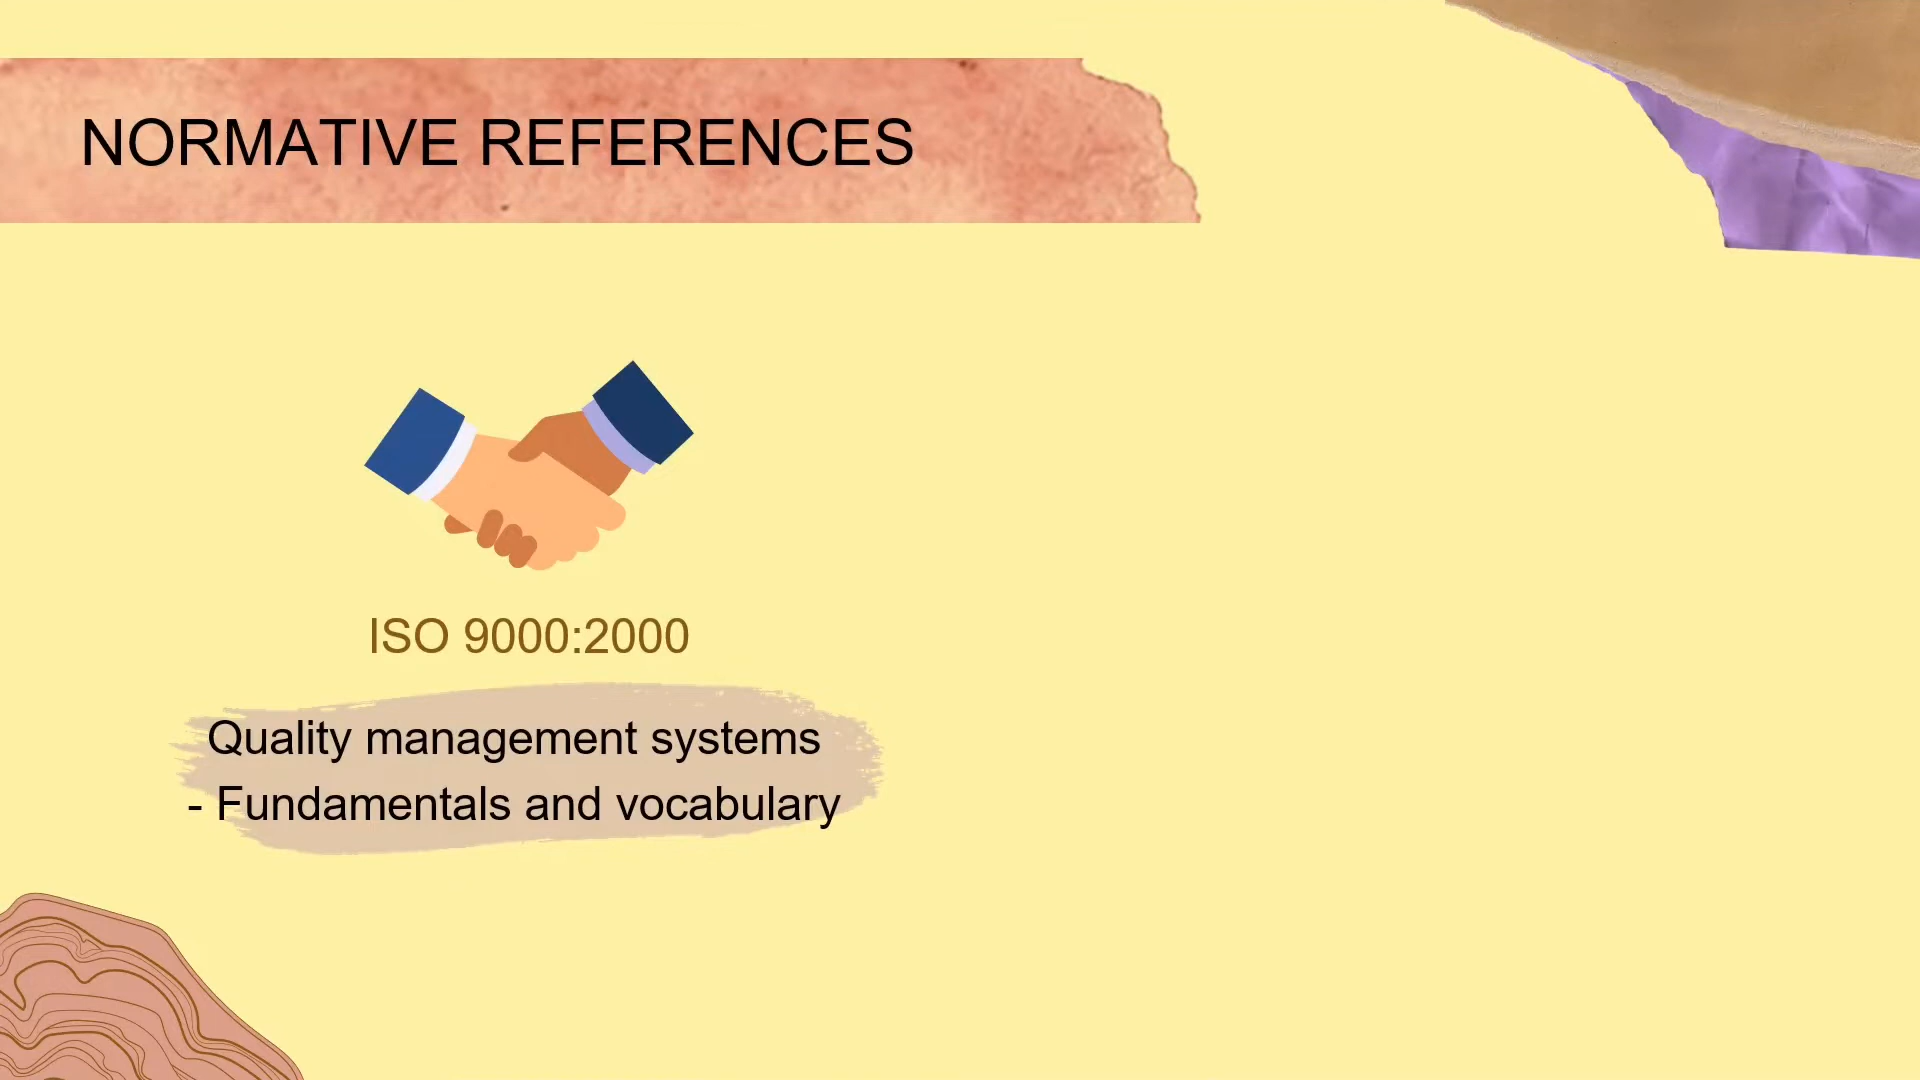 NORMATIVE REFERENCES
ISO 9000:2000
Quality management systems
- Fundamentals and vocabulary